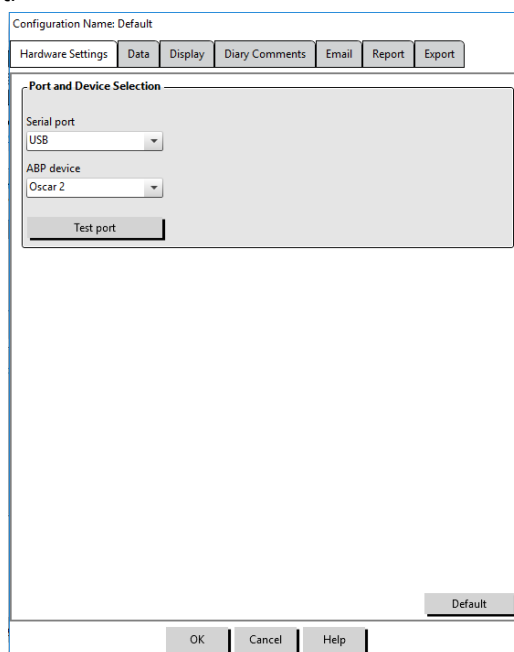 Configuration Name: Default
Hardware Settings Data Display Diary Comments Email Report Export
Port and Device Selection
Serial port
USB
ABP device
Oscar 2
Test port
Default
OK Cancel Help